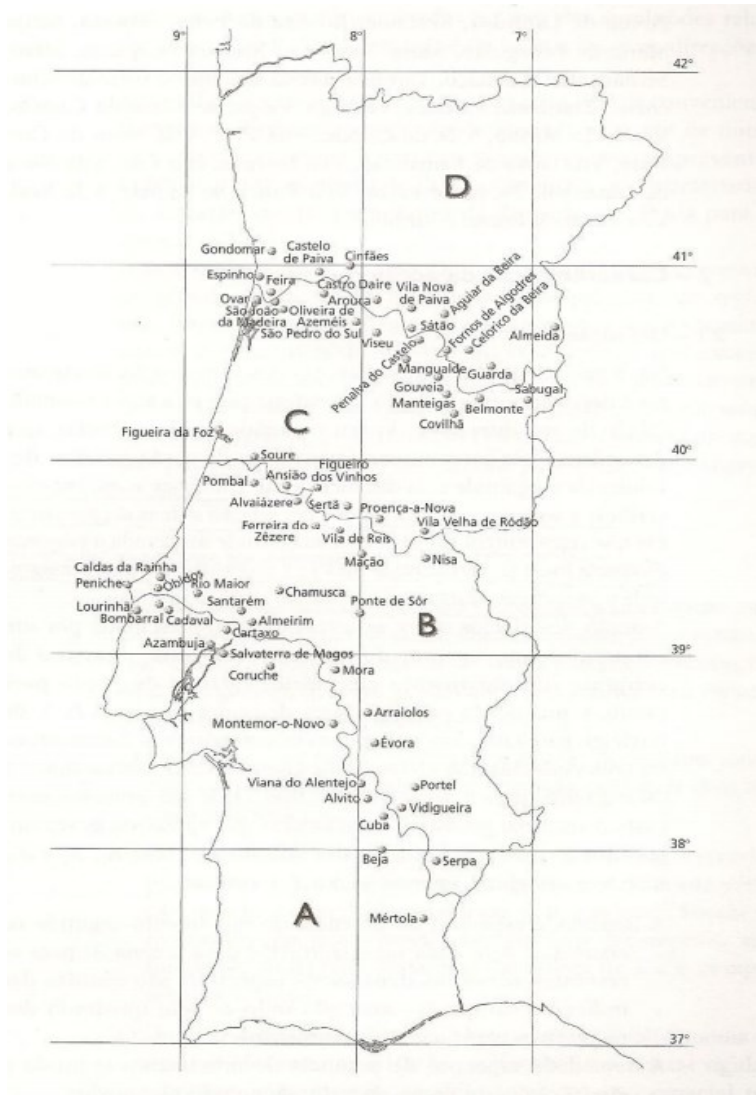 9°
8°
7°
42°
D
Gondomar
Castelo
de Paiva
Cinfães
41°
Espinho
Feira
Castro Daire
Vila Nova
de Paiva
Aguiar da Beira
Fornos de Algodres
Celorico da Beira
Ovar
Arouca
São João
da Madeira
Oliveira de
Azeméis
Sátão
Almeida
São Pedro do Sul
Viseu
Penalva do Castelo
Mangualde
Guarda
Gouveia
Sabugal
Manteigas
Belmonte
Covilhã
C
Figueira da Foz
40°
Soure
Pombal
Ansião
Figueiro
dos Vinhos
Alvaiázere
Sertã
Proença-a-Nova
Ferreira do
Zêzere
Vila de Reis
Vila Velha de Ródão
Mação
Nisa
Caldas da Rainha
Peniche
Óbidos
Rio Maior
Chamusca
Lourinhã
Bombarral
Cadaval
Santarém
Almeirim
Ponte de Sôr
B
Cartaxo
Azambuja
39°
Salvaterra de Magos
Coruche
Mora
Arraiolos
Montemor-o-Novo
Évora
Viana do Alentejo
Portel
Alvito
Vidigueira
Cuba
38°
Beja
Serpa
A
Mértola
37°